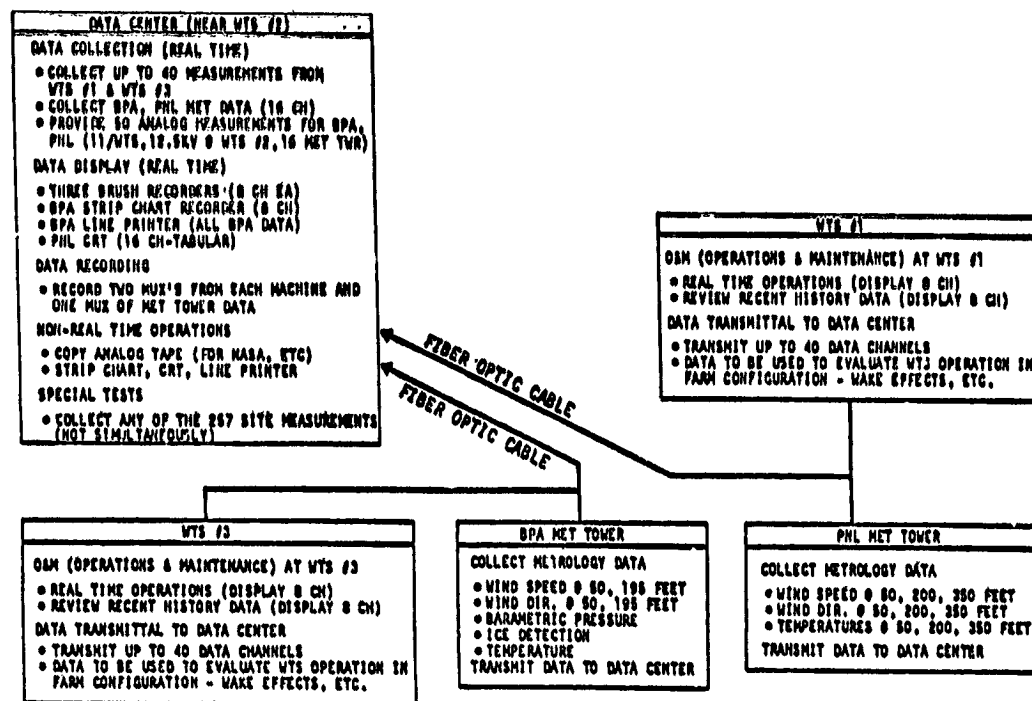 DATA CENTER (NEAR WTS #2)
DATA COLLECTION (REAL TIME)
• COLLECT UP TO 40 MEASUREMENTS FROM
WTS #1 & WTS #3
• COLLECT BPA, PNL MET DATA (16 CH)
• PROVIDE 50 ANALOG MEASUREMENTS FOR BPA,
PNL (11/WTS, 12.5KV @ WTS #2, 16 MET TWR)
DATA DISPLAY (REAL TIME)
• THREE BRUSH RECORDERS (8 CH EA)
• BPA STRIP CHART RECORDER (8 CH)
• BPA LINE PRINTER (ALL BPA DATA)
• PNL CRT (16 CH-TABULAR)
DATA RECORDING
• RECORD TWO MUX'S FROM EACH MACHINE AND
ONE MUX OF MET TOWER DATA
NON-REAL TIME OPERATIONS
• COPY ANALOG TAPE (FOR NASA, ETC)
• STRIP CHART, CRT, LINE PRINTER
SPECIAL TESTS
• COLLECT ANY OF THE 267 SITE MEASUREMENTS
(NOT SIMULTANEOUSLY)
WTS #1
O&M (OPERATIONS & MAINTENANCE) AT WTS #1
• REAL TIME OPERATIONS (DISPLAY 8 CH)
• REVIEW RECENT HISTORY DATA (DISPLAY 8 CH)
DATA TRANSMITTAL TO DATA CENTER
• TRANSMIT UP TO 40 DATA CHANNELS
• DATA TO BE USED TO EVALUATE WTS OPERATION IN
FARM CONFIGURATION - WAKE EFFECTS, ETC.
FIBER OPTIC CABLE
FIBER OPTIC CABLE
WTS #3
O&M (OPERATIONS & MAINTENANCE) AT WTS #3
• REAL TIME OPERATIONS (DISPLAY 8 CH)
• REVIEW RECENT HISTORY DATA (DISPLAY 8 CH)
DATA TRANSMITTAL TO DATA CENTER
• TRANSMIT UP TO 40 DATA CHANNELS
• DATA TO BE USED TO EVALUATE WTS OPERATION IN
FARM CONFIGURATION - WAKE EFFECTS, ETC.
BPA MET TOWER
COLLECT METROLOGY DATA
• WIND SPEED @ 50, 195 FEET
• WIND DIR. @ 50, 195 FEET
• BARAMETRIC PRESSURE
• ICE DETECTION
• TEMPERATURE
TRANSMIT DATA TO DATA CENTER
PNL MET TOWER
COLLECT METROLOGY DATA
• WIND SPEED @ 50, 200, 350 FEET
• WIND DIR. @ 50, 200, 350 FEET
• TEMPERATURES @ 50, 200, 350 FEET
TRANSMIT DATA TO DATA CENTER